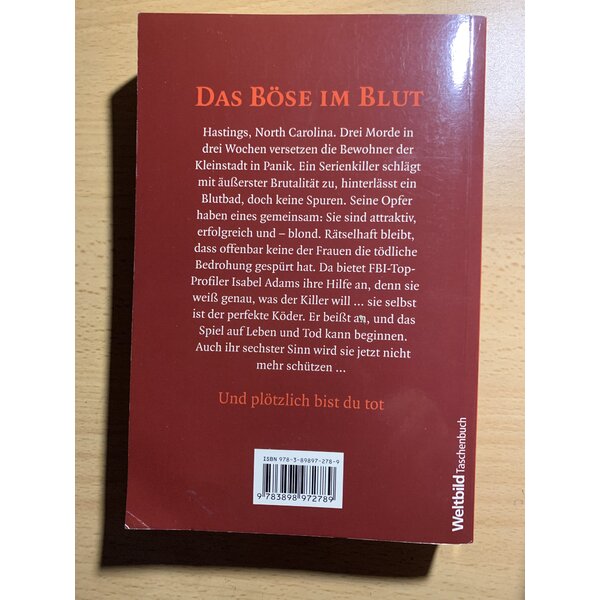 DAS BÖSE IM BLUT
Hastings, North Carolina. Drei Morde in
drei Wochen versetzen die Bewohner der
Kleinstadt in Panik. Ein Serienkiller schlägt
mit äußerster Brutalität zu, hinterlässt ein
Blutbad, doch keine Spuren. Seine Opfer
haben eines gemeinsam: Sie sind attraktiv,
erfolgreich und – blond. Rätselhaft bleibt,
dass offenbar keine der Frauen die tödliche
Bedrohung gespürt hat. Da bietet FBI-Top-
Profiler Isabel Adams ihre Hilfe an, denn sie
weiß genau, was der Killer will ... sie selbst
ist der perfekte Köder. Er beißt an, und das
Spiel auf Leben und Tod kann beginnen.
Auch ihr sechster Sinn wird sie jetzt nicht
mehr schützen ...
Und plötzlich bist du tot
ISBN 978-3-89897-278-9
9 783898 972789
Weltbild Taschenbuch